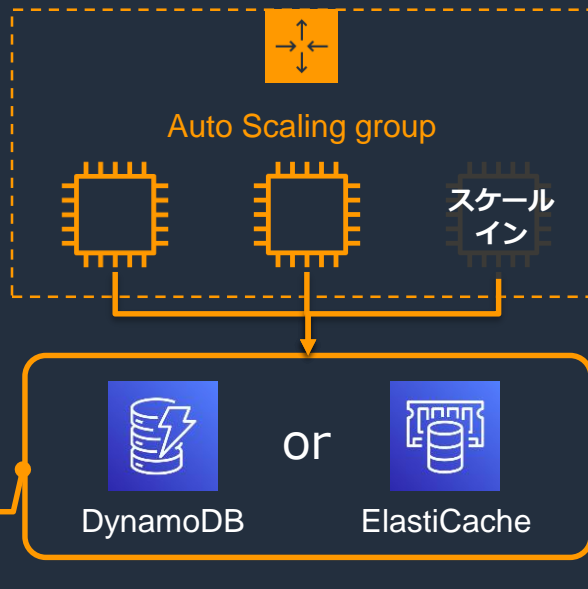 Auto Scaling group
スケール
イン
or
DynamoDB
ElastiCache